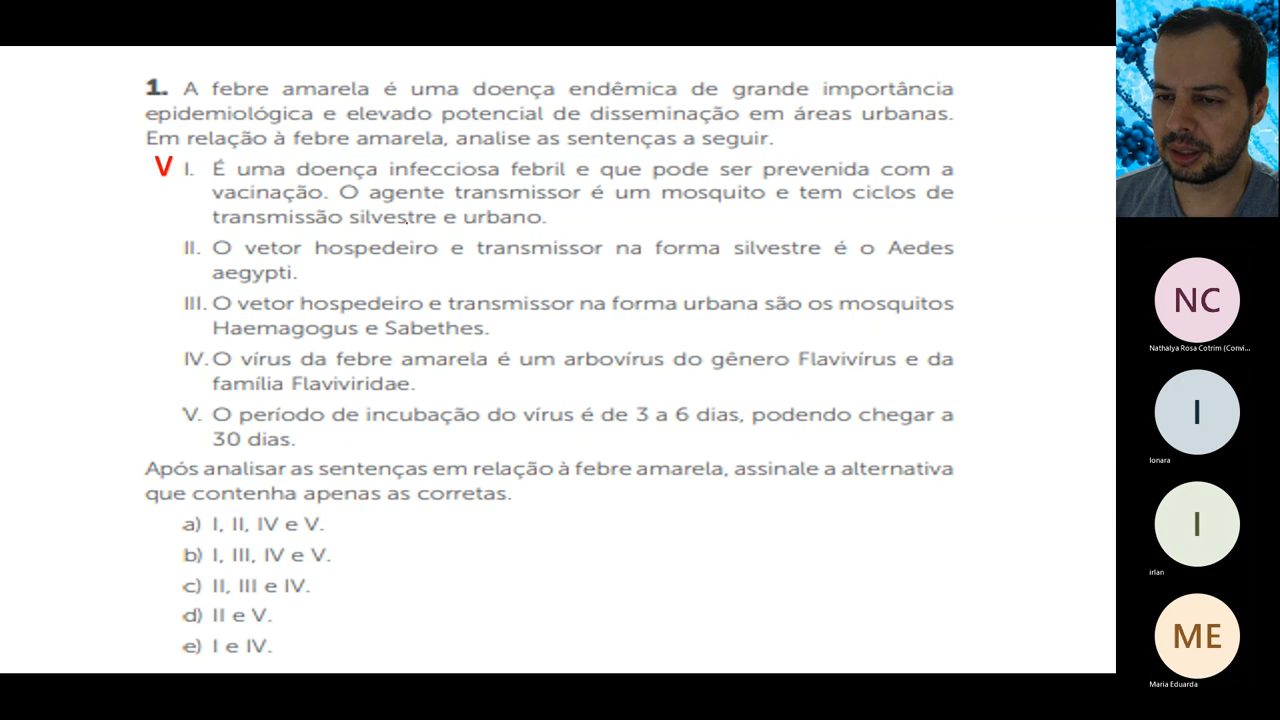 1. A febre amarela é uma doença endêmica de grande importância
epidemiológica e elevado potencial de disseminação em áreas urbanas.
Em relação à febre amarela, analise as sentenças a seguir.
V I. É uma doença infecciosa febril e que pode ser prevenida com a
vacinação. O agente transmissor é um mosquito e tem ciclos de
transmissão silvestre e urbano.
II. O vetor hospedeiro e transmissor na forma silvestre é o Aedes
aegypti.
III. O vetor hospedeiro e transmissor na forma urbana são os mosquitos
Haemagogus e Sabethes.
IV. O vírus da febre amarela é um arbovírus do gênero Flavivírus e da
família Flaviviridae.
V. O período de incubação do vírus é de 3 a 6 dias, podendo chegar a
30 dias.
Após analisar as sentenças em relação à febre amarela, assinale a alternativa
que contenha apenas as corretas.
a) I, II, IV e V.
b) I, III, IV e V.
c) II, III e IV.
d) II e V.
e) I e IV.
NC
Nathalya Rosa Cotrim (Convi...
I
Ionara
I
irlan
ME
Maria Eduarda